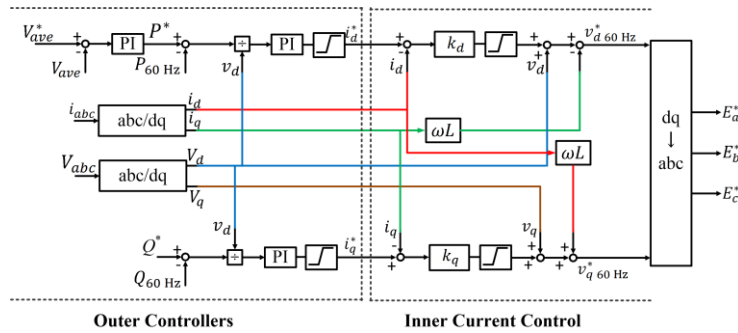 V*ave + - PI P* + - ÷ PI i*d + - kd + + + - v*d 60 Hz
Vave P60 Hz vd id vd
iabc abc/dq id
iq
ωL
Vabc abc/dq Vd
Vq
ωL
dq
↓
abc
E*a
E*b
E*c
vd iq vq
Q* + - ÷ PI i*q - + kq + + + + v*q 60 Hz
Q60 Hz
Outer Controllers Inner Current Control